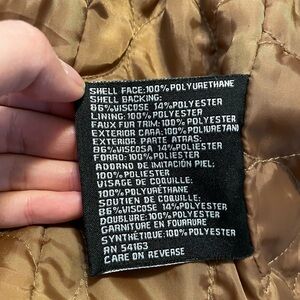 SHELL FACE:100% POLYURETHANE
SHELL BACKING:
86%VISCOSE 14%POLYESTER
LINING: 100% POLYESTER
FAUX FUR TRIM: 100% POLYESTER
EXTERIOR CARA: 100%POLIURETANI
EXTERIOR PARTE ATRAS:
86%VISCOSA 14%POLIESTER
FORRO: 100% POLIESTER
ADORNO DE IMITACION PIEL:
100% POLIESTER
VISAGE DE COQUILLE:
100% POLYURÉTHANE
SOUTIEN DE COQUILLE:
86%VISCOSE 14%POLYESTER
DOUBLURE: 100% POLYESTER
GARNITURE EN FOURRURE
SYNTHÉTIQUE: 100% POLYESTER
RN 54163
CARE ON REVERSE